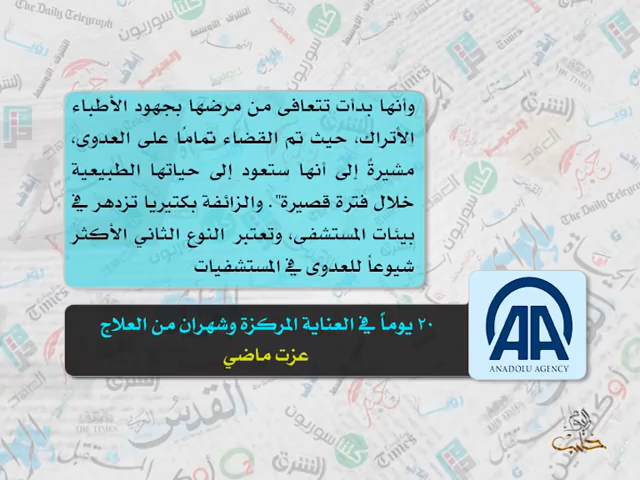 وأنها بدأت تتعافى من مرضها بجهود الأطباء
الأتراك، حيث تم القضاء تمامًا على العدوى،
مشيرةً إلى أنها ستعود إلى حياتها الطبيعية
خلال فترة قصيرة". والزائفة بكتيريا تزدهر في
بيئات المستشفى، وتعتبر النوع الثاني الأكثر
شيوعاً للعدوى في المستشفيات
٢٠ يوماً في العناية المركزة وشهران من العلاج
عزت ماضي
AA
ANADOLU AGENCY